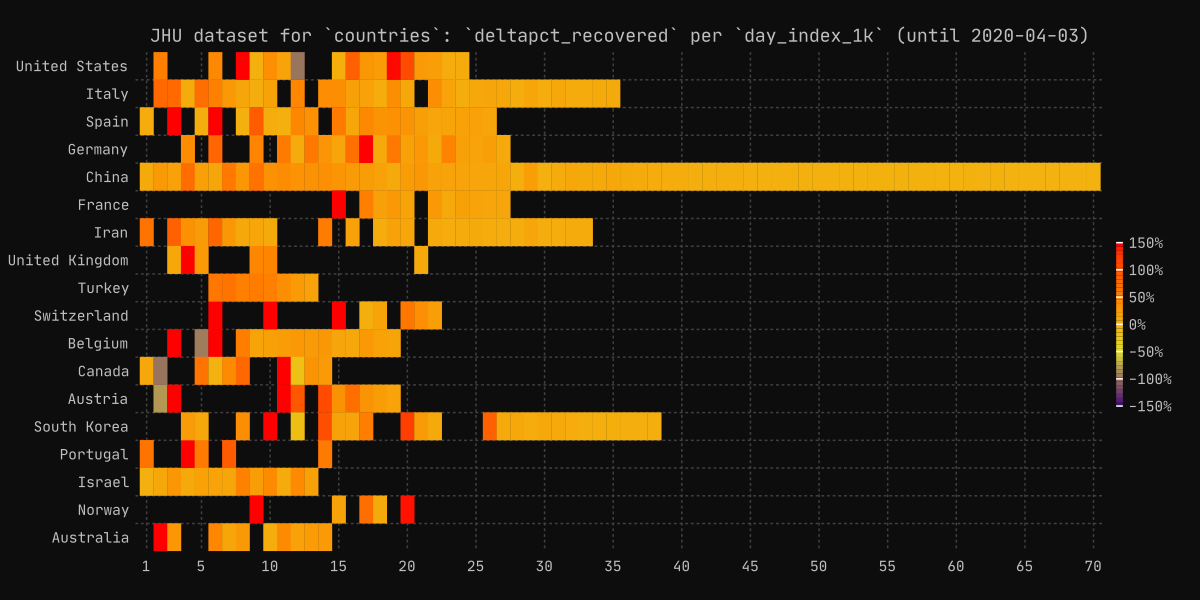 JHU dataset for `countries`: `deltapct_recovered` per `day_index_1k` (until 2020-04-03)
United States
Italy
Spain
Germany
China
France
Iran
United Kingdom
Turkey
Switzerland
Belgium
Canada
Austria
South Korea
Portugal
Israel
Norway
Australia
1 5 10 15 20 25 30 35 40 45 50 55 60 65 70
150%
100%
50%
0%
−50%
−100%
−150%